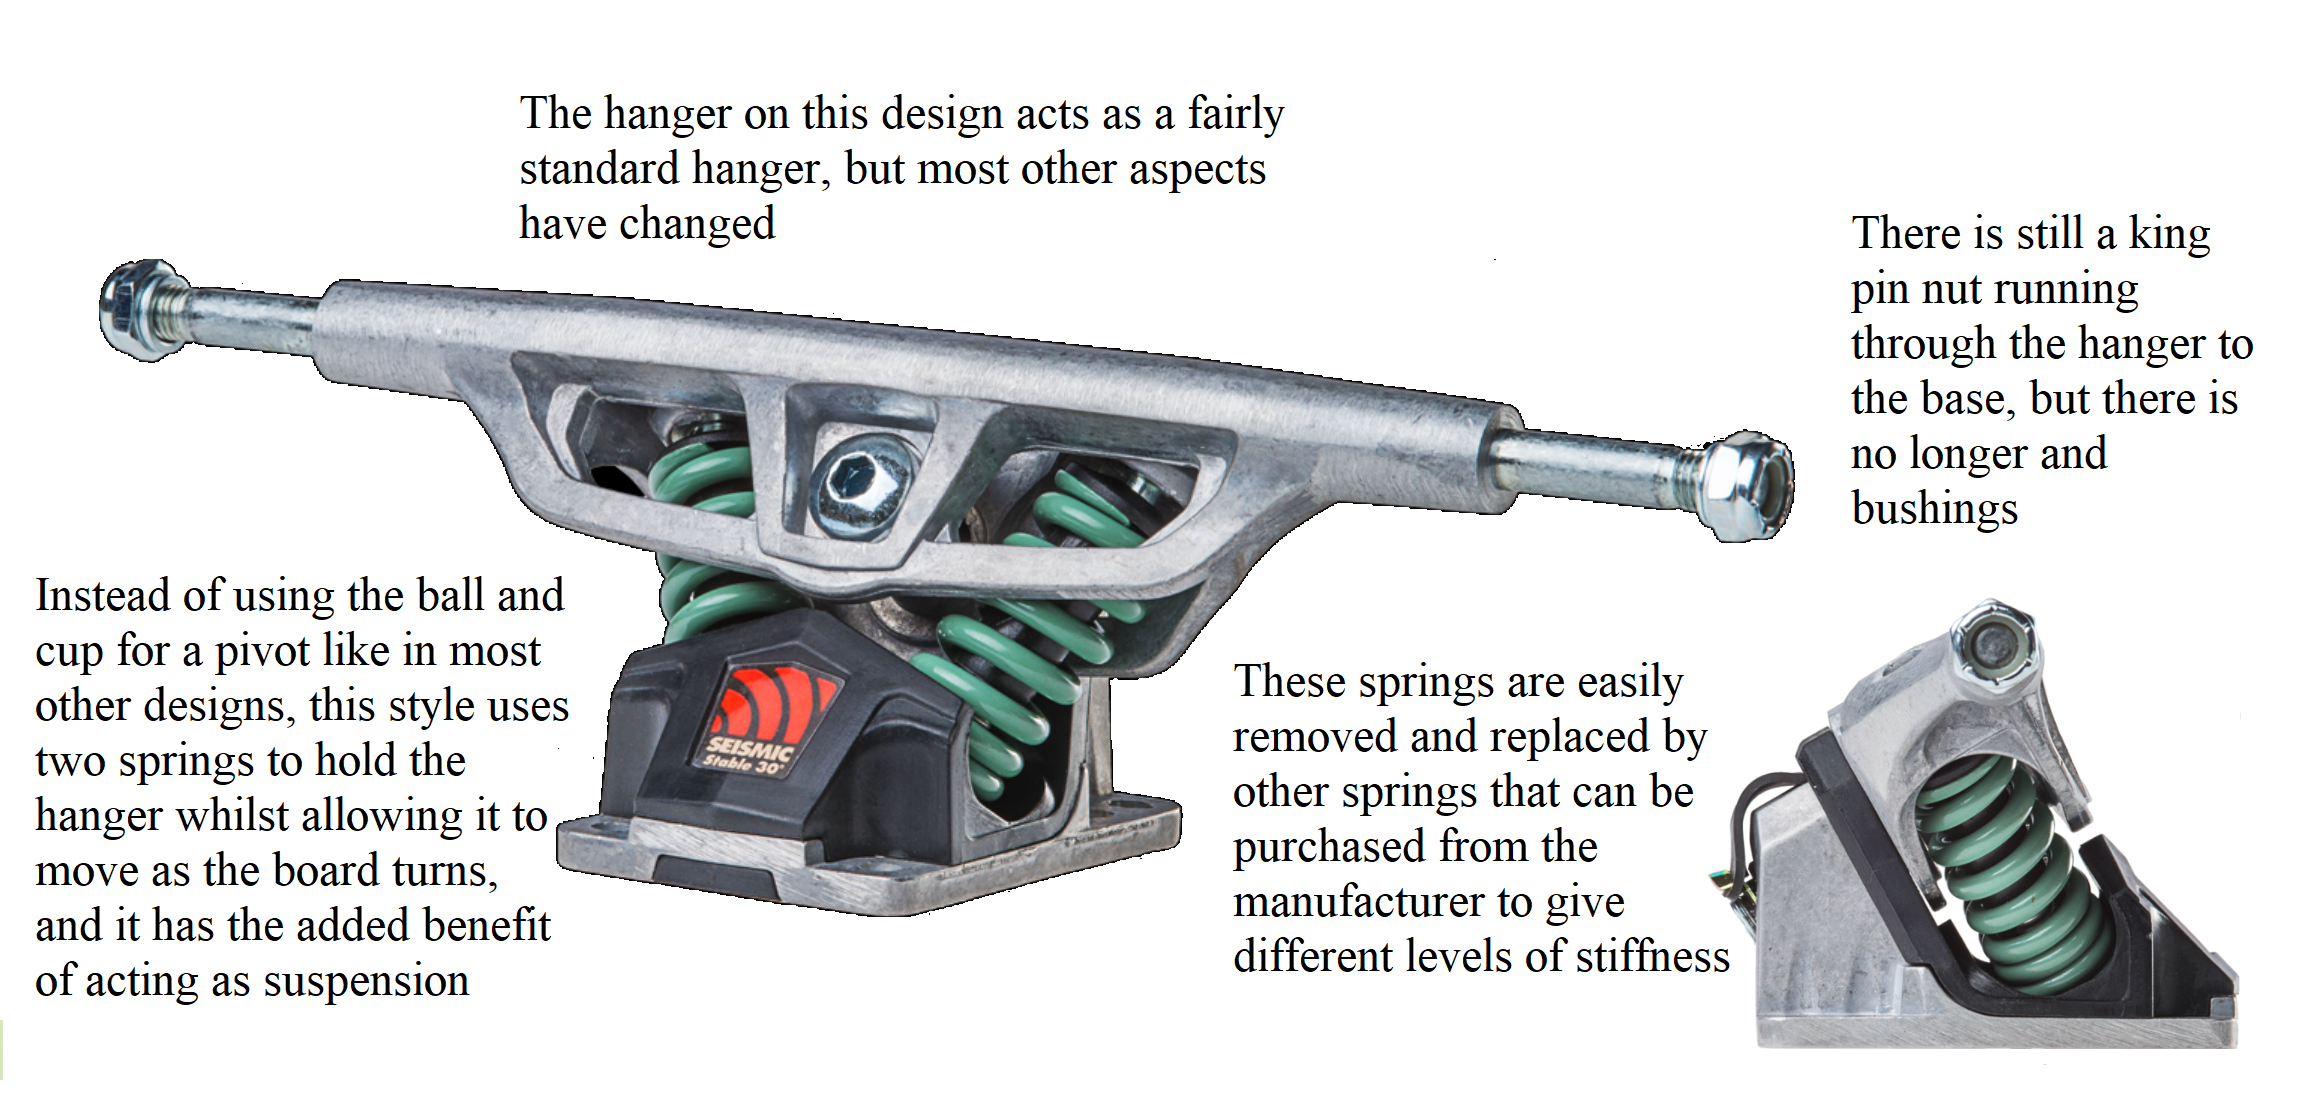 The hanger on this design acts as a fairly
standard hanger, but most other aspects
have changed
There is still a king
pin nut running
through the hanger to
the base, but there is
no longer and
bushings
Instead of using the ball and
cup for a pivot like in most
other designs, this style uses
two springs to hold the
hanger whilst allowing it to
move as the board turns,
and it has the added benefit
of acting as suspension
These springs are easily
removed and replaced by
other springs that can be
purchased from the
manufacturer to give
different levels of stiffness
SEISMIC
Stable 30°